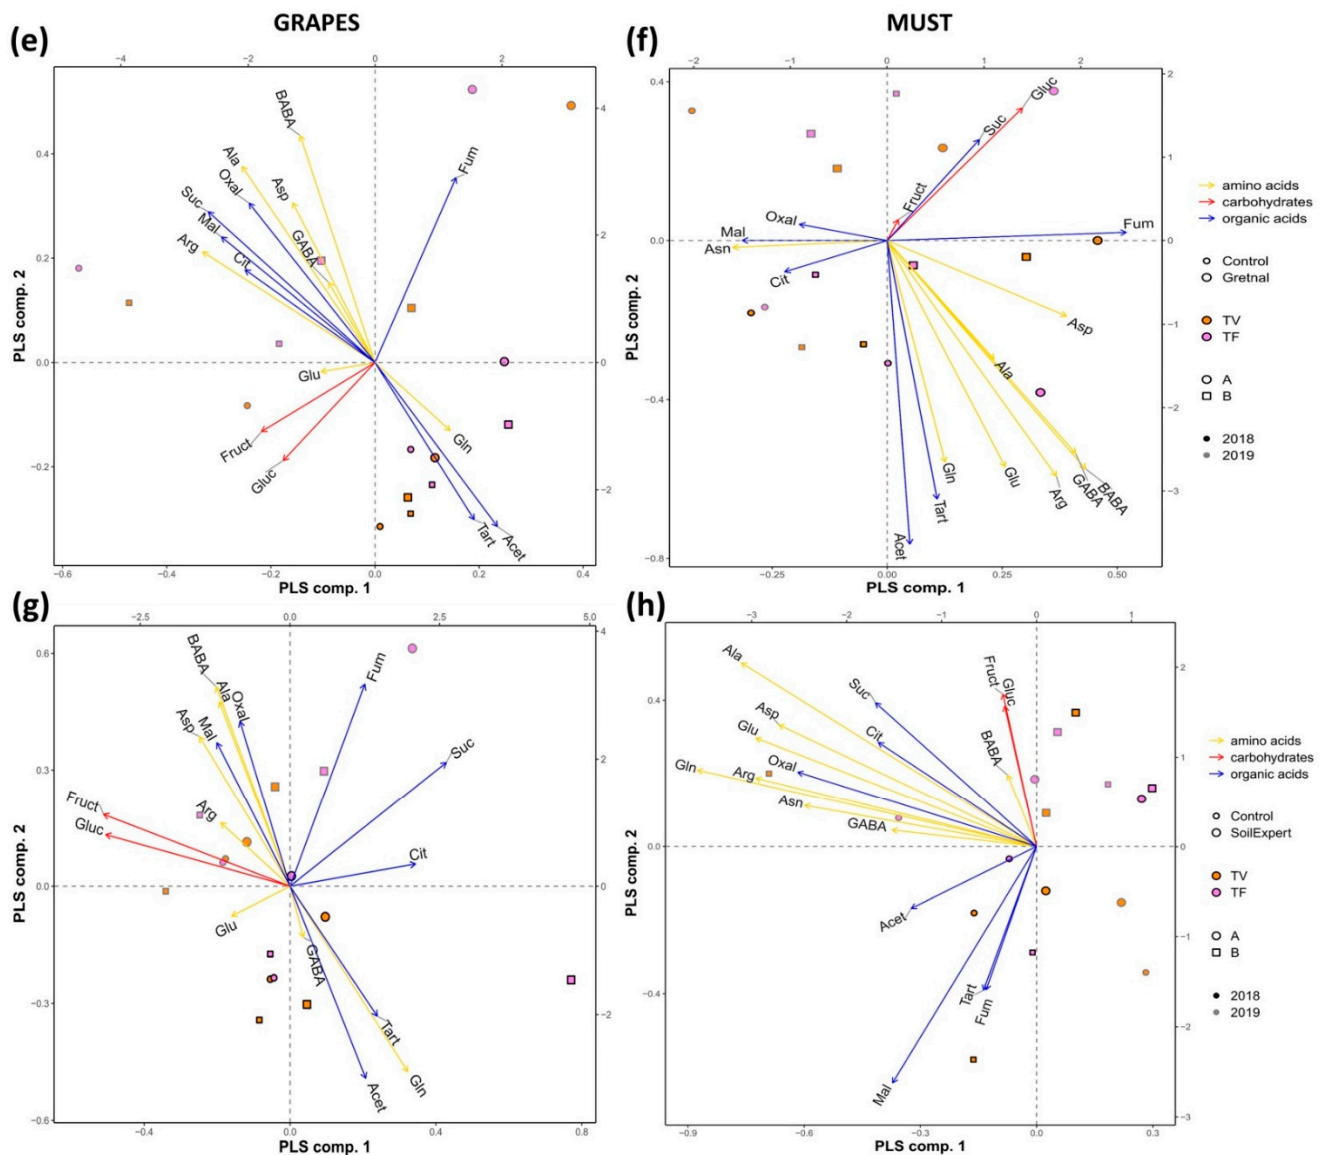 GRAPES
MUST
(e)
−4 −2 0 2
PLS comp. 2
0.4
0.2
0.0
−0.2
4
2
0
−2
BABA
Ala
Oxal
Asp
Suc
Mal
Arg
Cit
GABA
Fum
Glu
Fruct
Gluc
Gln
Tart
Acet
−0.6 −0.4 −0.2 0.0 0.2 0.4
PLS comp. 1
(f)
−2 −1 0 1 2
PLS comp. 2
0.4
0.0
−0.4
−0.8
2
1
0
−1
−2
−3
Gluc
Suc
Fruct
Oxal
Mal
Asn
Cit
Fum
Asp
Ala
Gln
Glu
Tart
Arg
GABA
BABA
Acet
−0.25 0.00 0.25 0.50
PLS comp. 1
amino acids
carbohydrates
organic acids
Control
Gretnal
TV
TF
A
B
2018
2019
(g)
−2.5 0.0 2.5 5.0
PLS comp. 2
0.6
0.3
0.0
−0.3
−0.6
4
2
0
−2
BABA
Ala
Oxal
Asp
Mal
Fum
Suc
Fruct
Gluc
Arg
Cit
Glu
GABA
Tart
Gln
Acet
−0.4 0.0 0.4 0.8
PLS comp. 1
(h)
−3 −1 0 1
PLS comp. 2
0.4
0.0
−0.4
2
1
0
−1
−2
−3
Ala
Suc
Fruct
Gluc
Asp
Glu
Cit
BABA
Gln
Arg
Oxal
Asn
GABA
Acet
Tart
Fum
Mal
−0.9 −0.6 −0.3 0.0 0.3
PLS comp. 1
amino acids
carbohydrates
organic acids
Control
SoilExpert
TV
TF
A
B
2018
2019